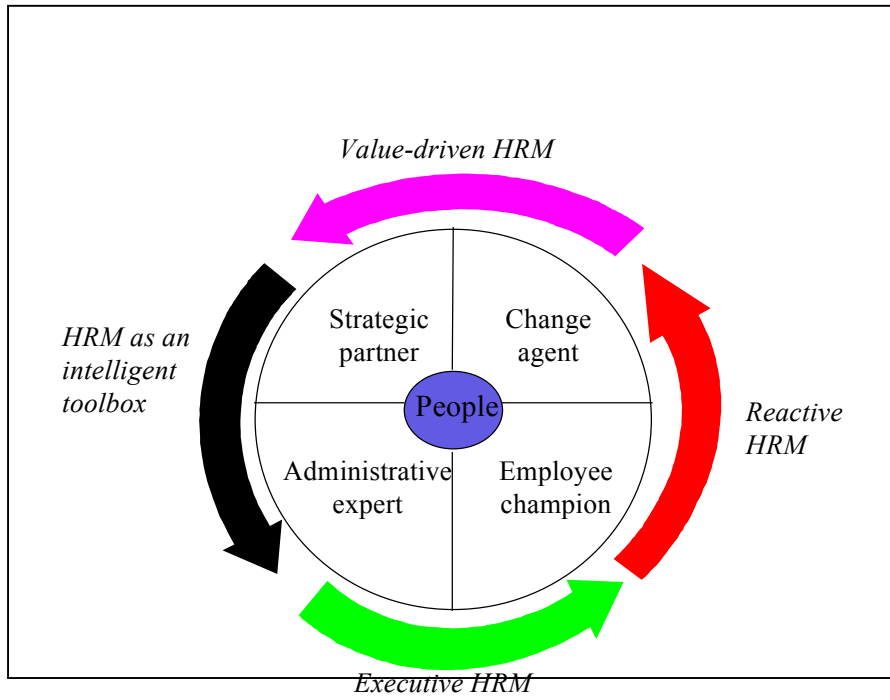 Value-driven HRM
Strategic
partner
Change
agent
HRM as an
intelligent
toolbox
People
Reactive
HRM
Administrative
expert
Employee
champion
Executive HRM